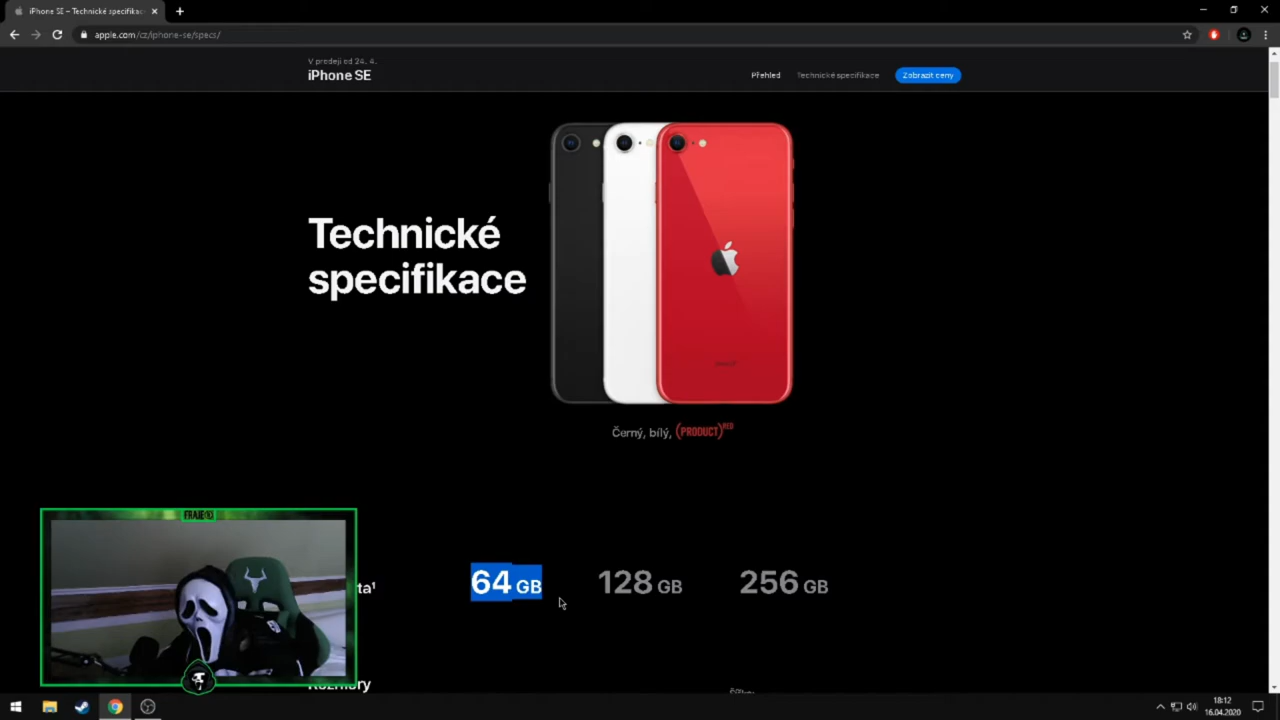 iPhone SE – Technické specifikac
apple.com/cz/iphone-se/specs/
V prodeji od 24. 4.
iPhone SE
Přehled
Technické specifikace
Zobrazit ceny
Technické
specifikace
Černý, bílý, (PRODUCT)RED
ta¹
64 GB
128 GB
256 GB
Rozměry
18:12
16.04.2020